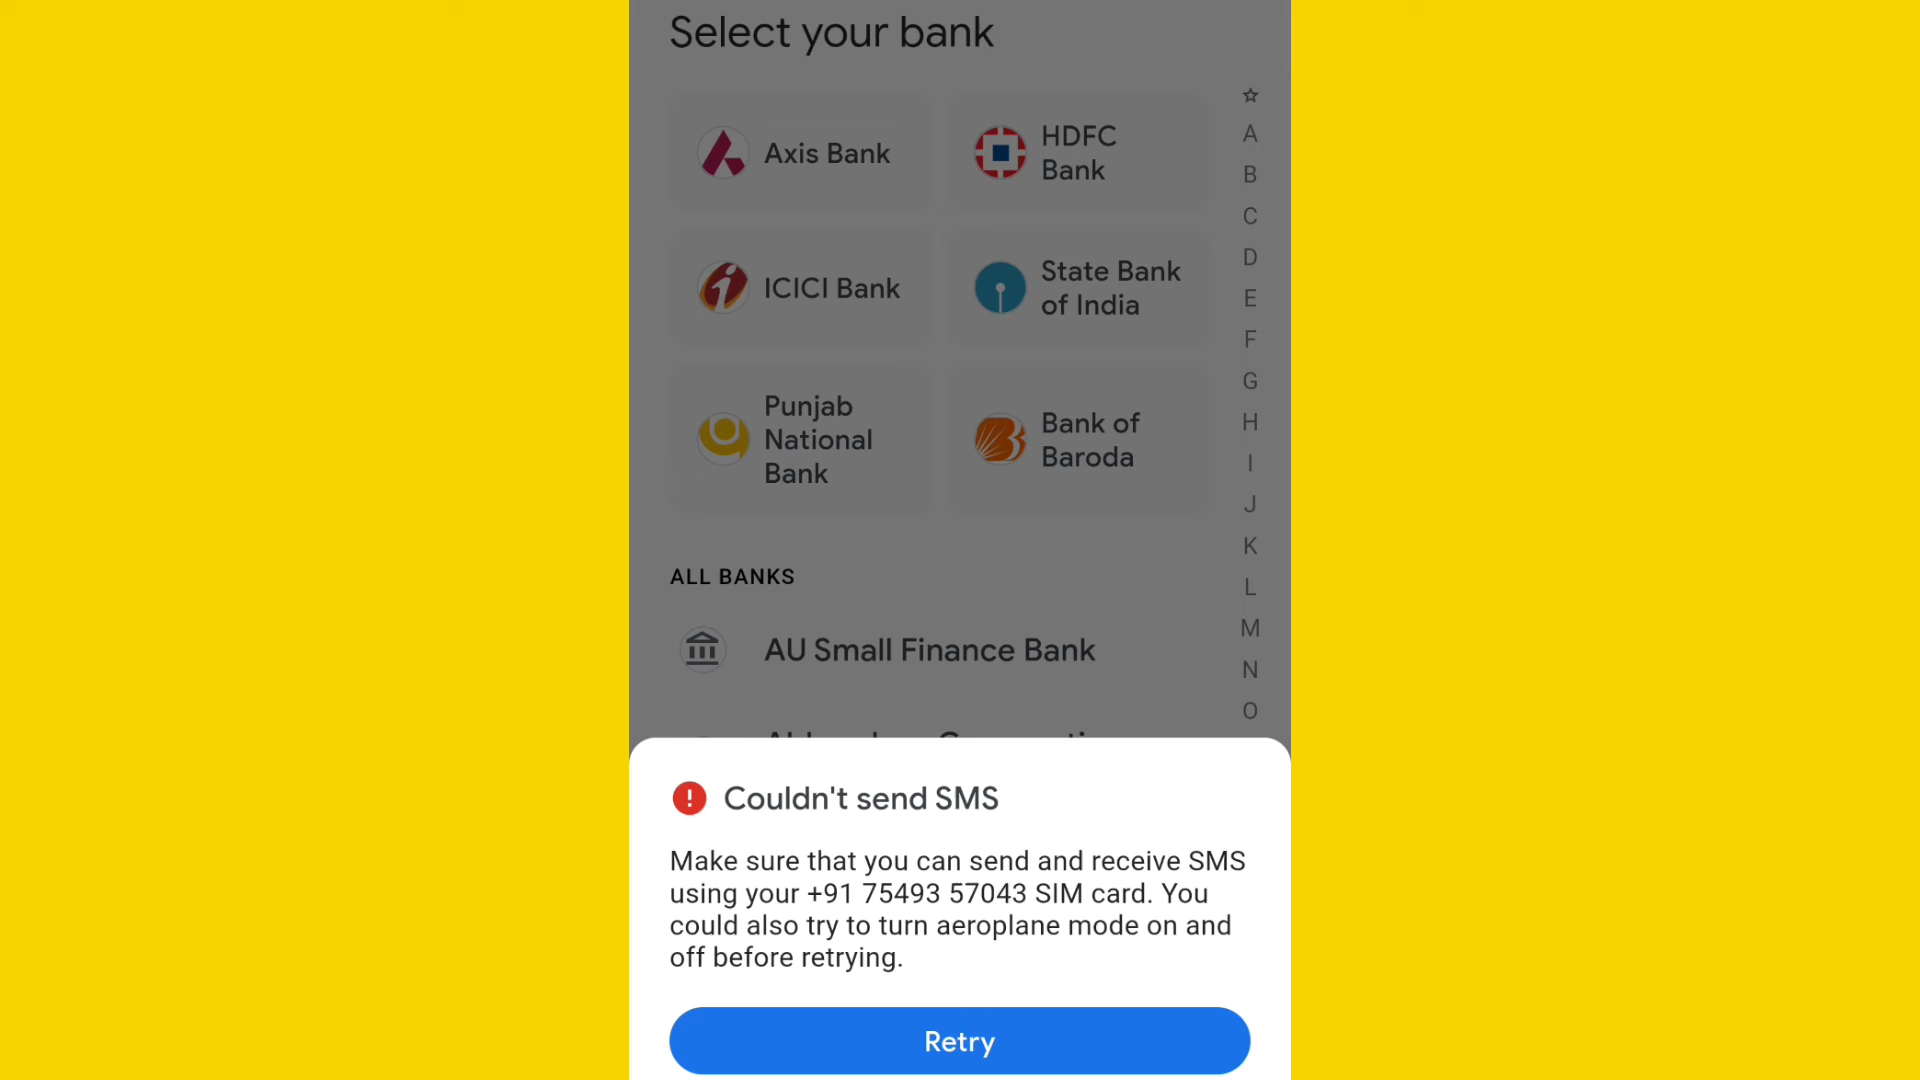 Select your bank
Axis Bank
HDFC
Bank
ICICI Bank
State Bank
of India
Punjab
National
Bank
Bank of
Baroda
ALL BANKS
AU Small Finance Bank
A
B
C
D
E
F
G
H
I
J
K
L
M
N
O
Couldn't send SMS
Make sure that you can send and receive SMS
using your +91 75493 57043 SIM card. You
could also try to turn aeroplane mode on and
off before retrying.
Retry